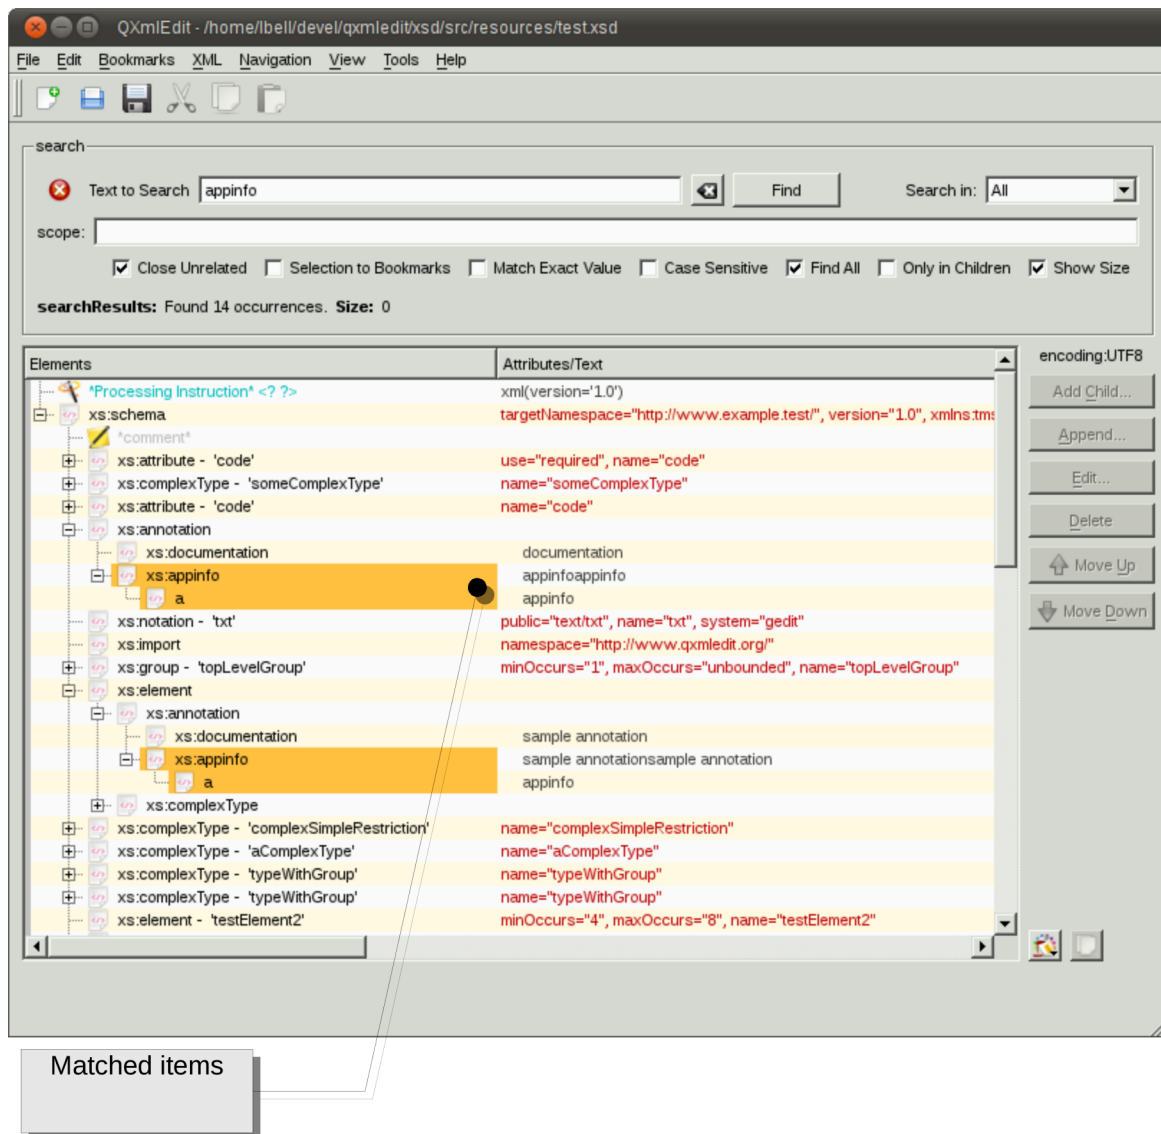 QXmlEdit - /home/lbell/devel/qxmledit/xsd/src/resources/test.xsd
File Edit Bookmarks XML Navigation View Tools Help
search
Text to Search appinfo Find Search in: All
scope:
Close Unrelated Selection to Bookmarks Match Exact Value Case Sensitive Find All Only in Children Show Size
searchResults: Found 14 occurrences. Size: 0
Elements Attributes/Text encoding:UTF8
*Processing Instruction* <? ?> xml(version='1.0')
Add Child...
xs:schema targetNamespace="http://www.example.test/", version="1.0", xmlns:tms
*comment*
Append...
xs:attribute - 'code' use="required", name="code"
xs:complexType - 'someComplexType' name="someComplexType"
Edit...
xs:attribute - 'code' name="code"
xs:annotation
Delete
xs:documentation documentation
xs:appinfo appinfoappinfo
Move Up
a appinfo
xs:notation - 'txt' public="text/txt", name="txt", system="gedit"
Move Down
xs:import namespace="http://www.qxmledit.org/"
xs:group - 'topLevelGroup' minOccurs="1", maxOccurs="unbounded", name="topLevelGroup"
xs:element
xs:annotation
xs:documentation sample annotation
xs:appinfo sample annotationsample annotation
a appinfo
xs:complexType
xs:complexType - 'complexSimpleRestriction' name="complexSimpleRestriction"
xs:complexType - 'aComplexType' name="aComplexType"
xs:complexType - 'typeWithGroup' name="typeWithGroup"
xs:complexType - 'typeWithGroup' name="typeWithGroup"
xs:element - 'testElement2' minOccurs="4", maxOccurs="8", name="testElement2"
Matched items